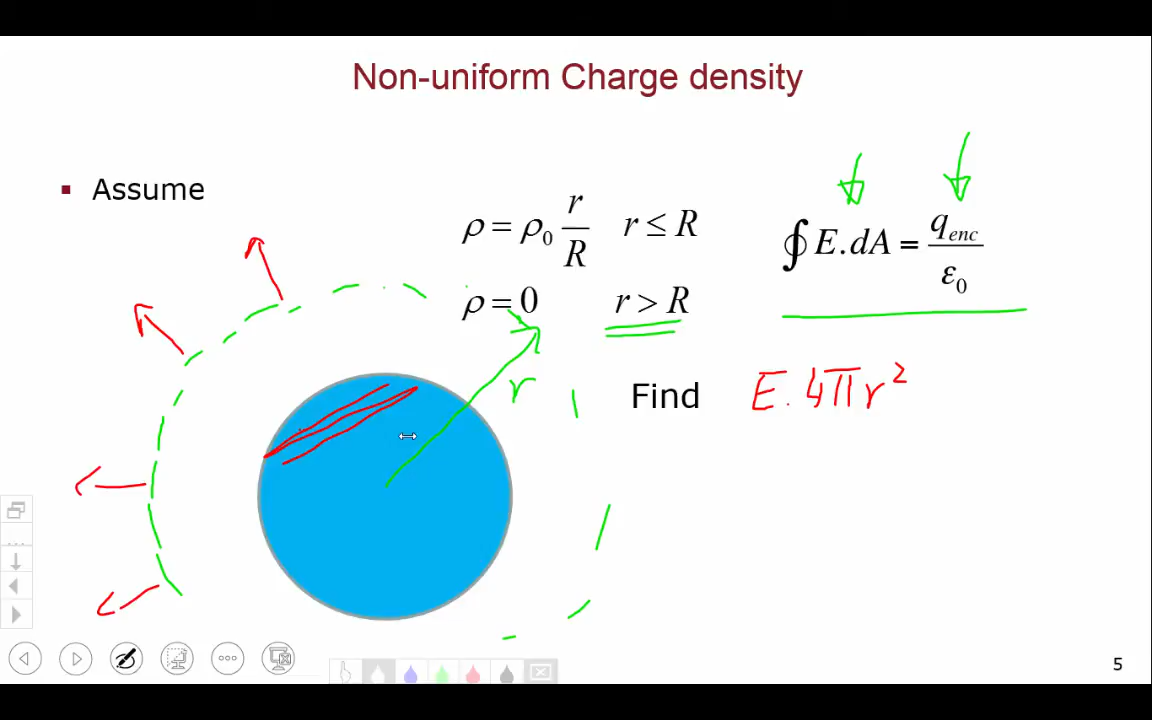 Non-uniform Charge density
▪ Assume
ρ = ρ₀ r/R r ≤ R
ρ = 0 r > R
∮ E.dA = q_enc/ε₀
r
Find E. 4πr²
5